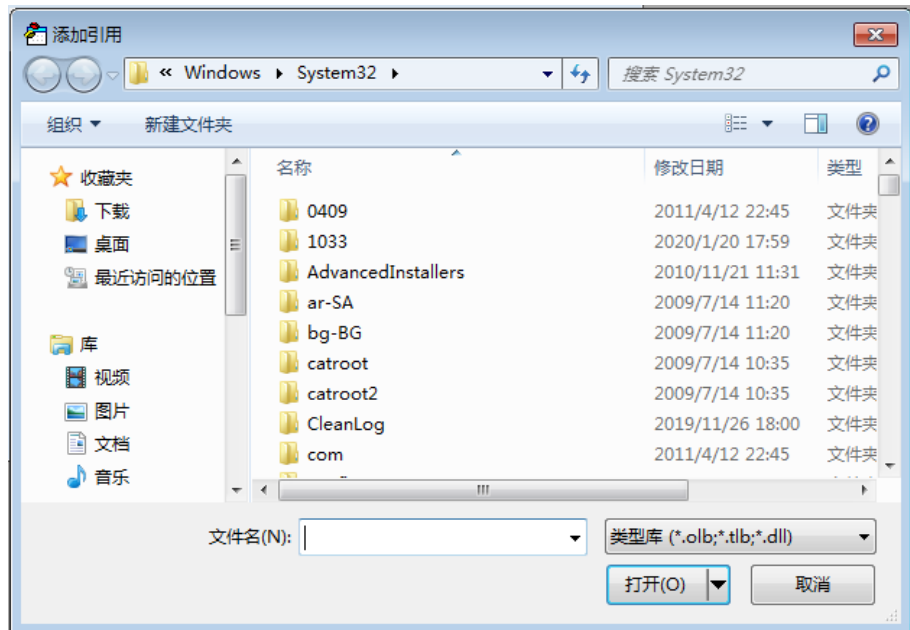 添加引用
« Windows System32
搜索 System32
组织
新建文件夹
收藏夹
下载
桌面
最近访问的位置
库
视频
图片
文档
音乐
名称 修改日期 类型
0409 2011/4/12 22:45 文件夹
1033 2020/1/20 17:59 文件夹
AdvancedInstallers 2010/11/21 11:31 文件夹
ar-SA 2009/7/14 11:20 文件夹
bg-BG 2009/7/14 11:20 文件夹
catroot 2009/7/14 10:35 文件夹
catroot2 2009/7/14 10:35 文件夹
CleanLog 2019/11/26 18:00 文件夹
com 2011/4/12 22:45 文件夹
文件名(N):
类型库 (*.olb;*.tlb;*.dll)
打开(O)
取消